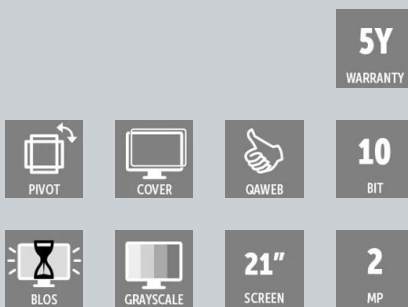 5Y
WARRANTY
PIVOT
COVER
QAWEB
10
BIT
BLOS
GRAYSCALE
21"
SCREEN
2
MP